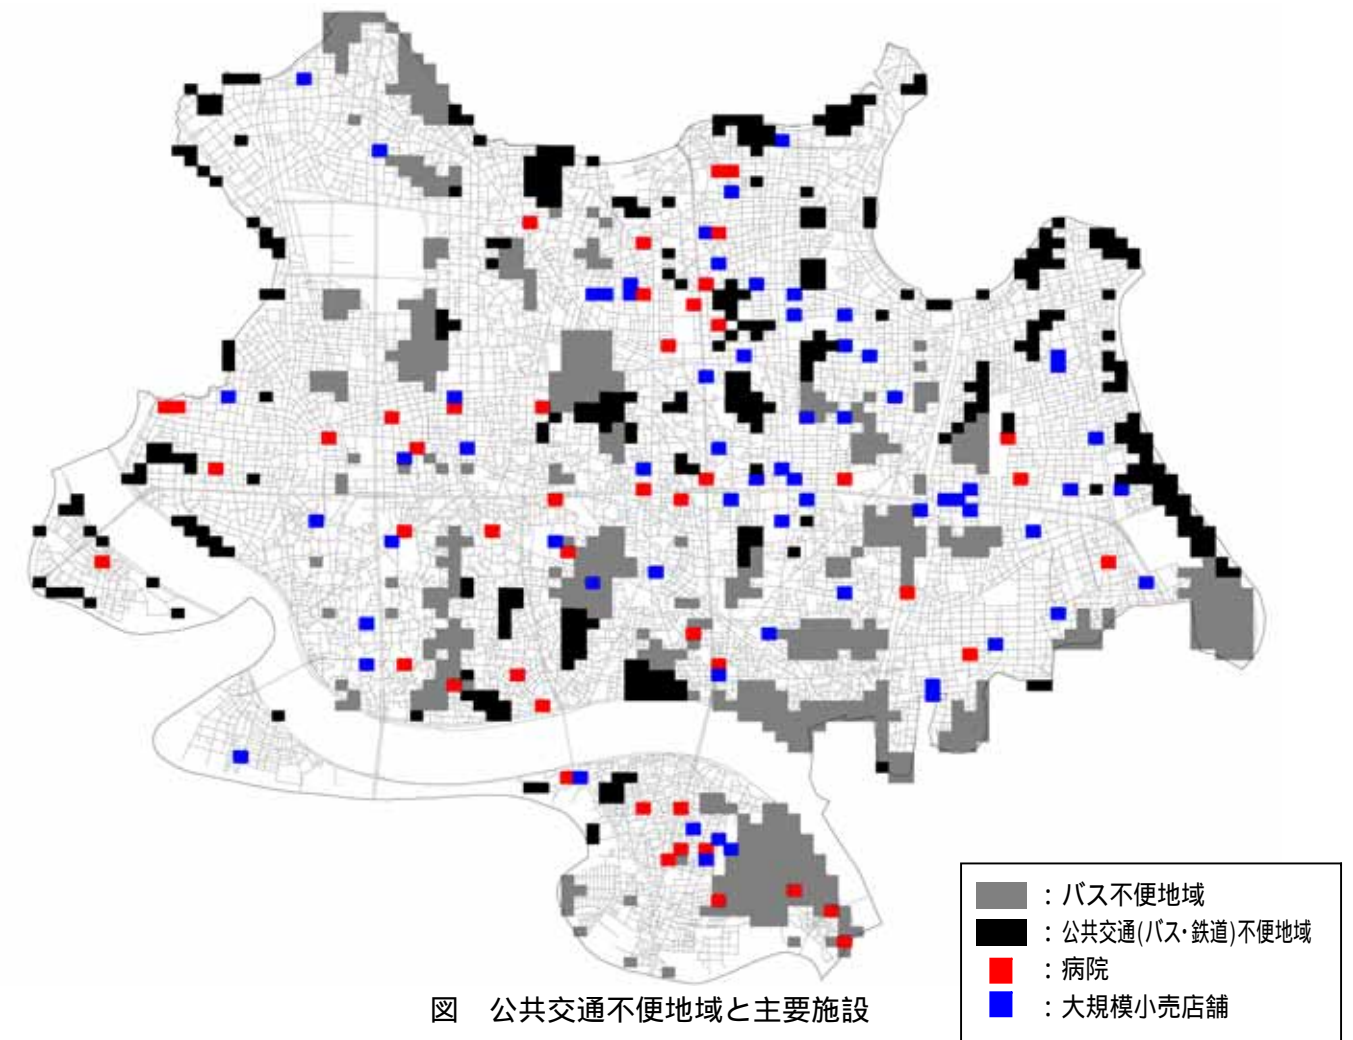 ：バス不便地域
：公共交通(バス・鉄道)不便地域
：病院
：大規模小売店舗
図　公共交通不便地域と主要施設